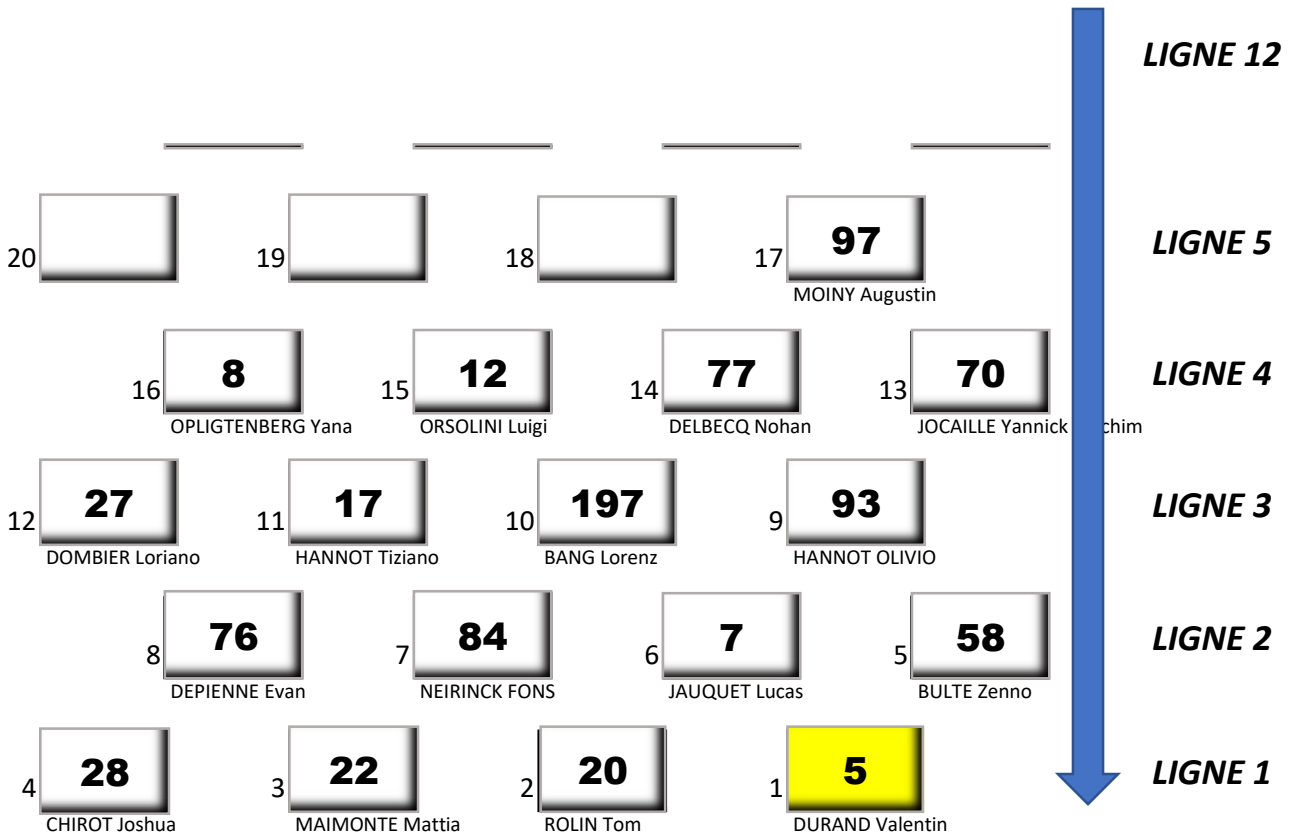 LIGNE 12
20 19 18 17 97 LIGNE 5
MOINY Augustin
16 8 15 12 14 77 13 70 LIGNE 4
OPLIGTENBERG Yana ORSOLINI Luigi DELBECQ Nohan JOCAILLE Yannick chim
12 27 11 17 10 197 9 93 LIGNE 3
DOMBIER Loriano HANNOT Tiziano BANG Lorenz HANNOT OLIVIO
8 76 7 84 6 7 5 58 LIGNE 2
DEPIENNE Evan NEIRINCK FONS JAUQUET Lucas BULTE Zenno
4 28 3 22 2 20 1 5 LIGNE 1
CHIROT Joshua MAIMONTE Mattia ROLIN Tom DURAND Valentin